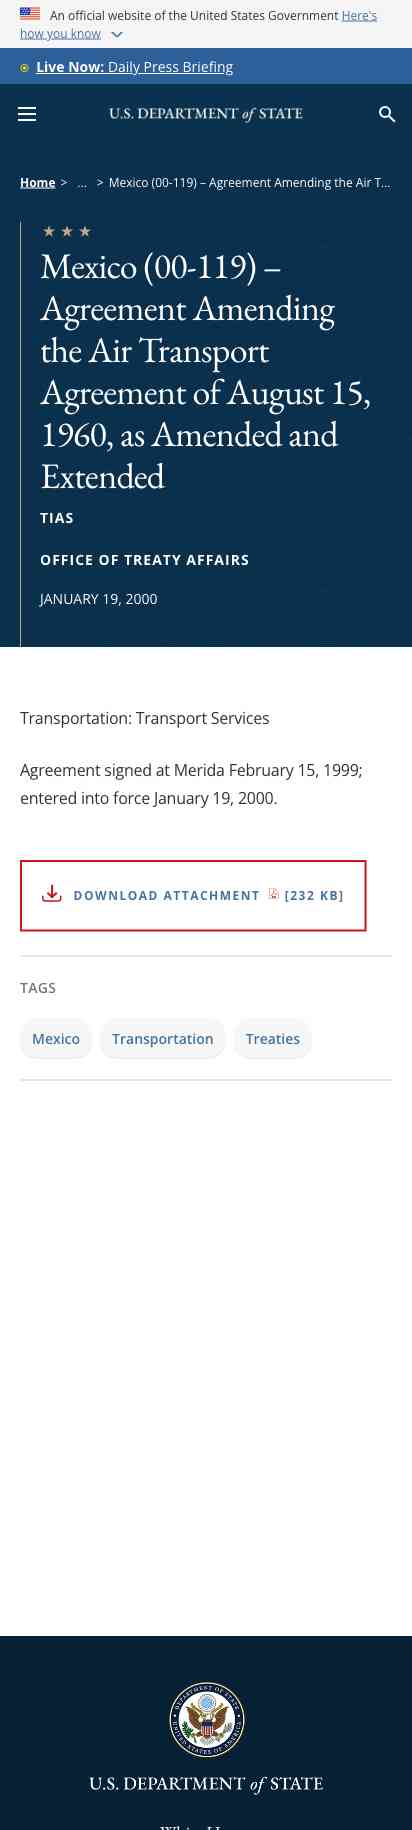 An official website of the United States Government Here's
how you know
Live Now: Daily Press Briefing
U.S. DEPARTMENT of STATE
Home > ... > Mexico (00-119) – Agreement Amending the Air T...
Mexico (00-119) –
Agreement Amending
the Air Transport
Agreement of August 15,
1960, as Amended and
Extended
TIAS
OFFICE OF TREATY AFFAIRS
JANUARY 19, 2000
Transportation: Transport Services
Agreement signed at Merida February 15, 1999;
entered into force January 19, 2000.
DOWNLOAD ATTACHMENT [232 KB]
TAGS
Mexico Transportation Treaties
DEPARTMENT OF STATE
UNITED STATES OF AMERICA
U.S. DEPARTMENT of STATE